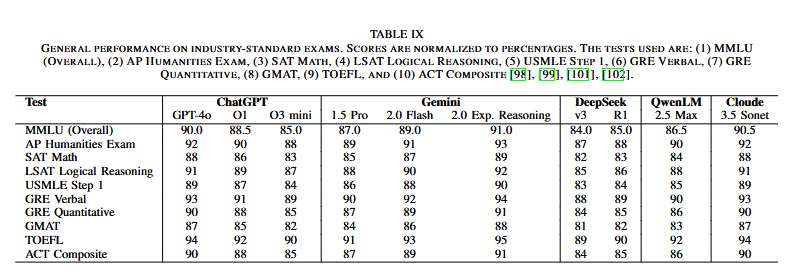 TABLE IX
GENERAL PERFORMANCE ON INDUSTRY-STANDARD EXAMS. SCORES ARE NORMALIZED TO PERCENTAGES. THE TESTS USED ARE: (1) MMLU
(OVERALL), (2) AP HUMANITIES EXAM, (3) SAT MATH, (4) LSAT LOGICAL REASONING, (5) USMLE STEP 1, (6) GRE VERBAL, (7) GRE
QUANTITATIVE, (8) GMAT, (9) TOEFL, AND (10) ACT COMPOSITE [98], [99], [101], [102].
Test ChatGPT Gemini DeepSeek QwenLM Cloude
GPT-4o O1 O3 mini 1.5 Pro 2.0 Flash 2.0 Exp. Reasoning v3 R1 2.5 Max 3.5 Sonet
MMLU (Overall) 90.0 88.5 85.0 87.0 89.0 91.0 84.0 85.0 86.5 90.5
AP Humanities Exam 92 90 88 89 91 93 87 88 90 92
SAT Math 88 86 83 85 87 89 82 83 84 88
LSAT Logical Reasoning 91 89 87 88 90 92 85 86 88 91
USMLE Step 1 89 87 84 86 88 90 83 84 85 89
GRE Verbal 93 91 89 90 92 94 88 89 90 93
GRE Quantitative 90 88 85 87 89 91 84 85 86 90
GMAT 87 85 82 84 86 88 81 82 83 87
TOEFL 94 92 90 91 93 95 89 90 92 94
ACT Composite 90 88 85 87 89 91 84 85 86 90